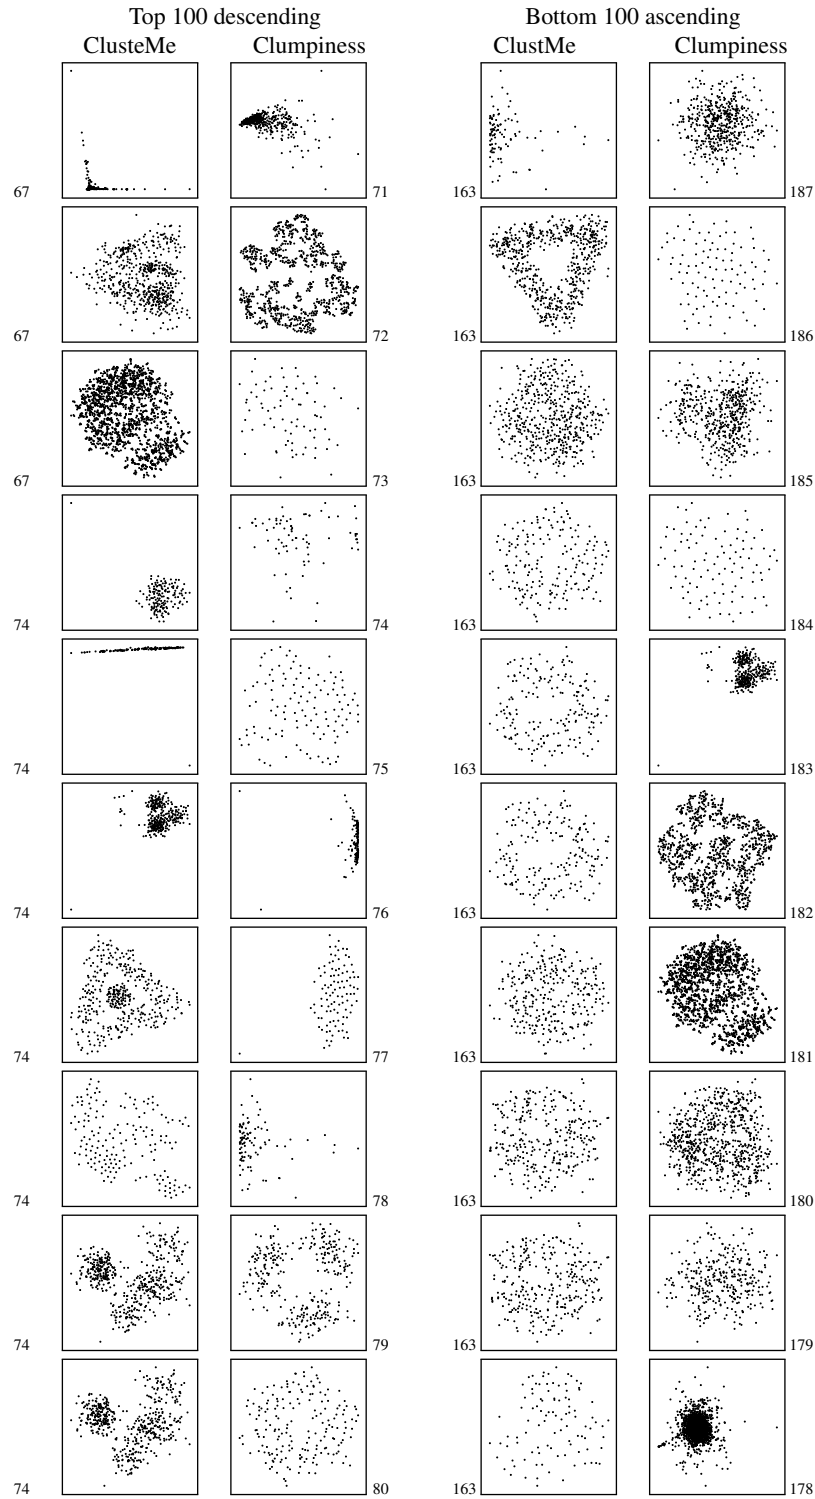 Top 100 descending Bottom 100 ascending
ClusteMe Clumpiness ClustMe Clumpiness
67 71 163 187
67 72 163 186
67 73 163 185
74 74 163 184
74 75 163 183
74 76 163 182
74 77 163 181
74 78 163 180
74 79 163 179
74 80 163 178